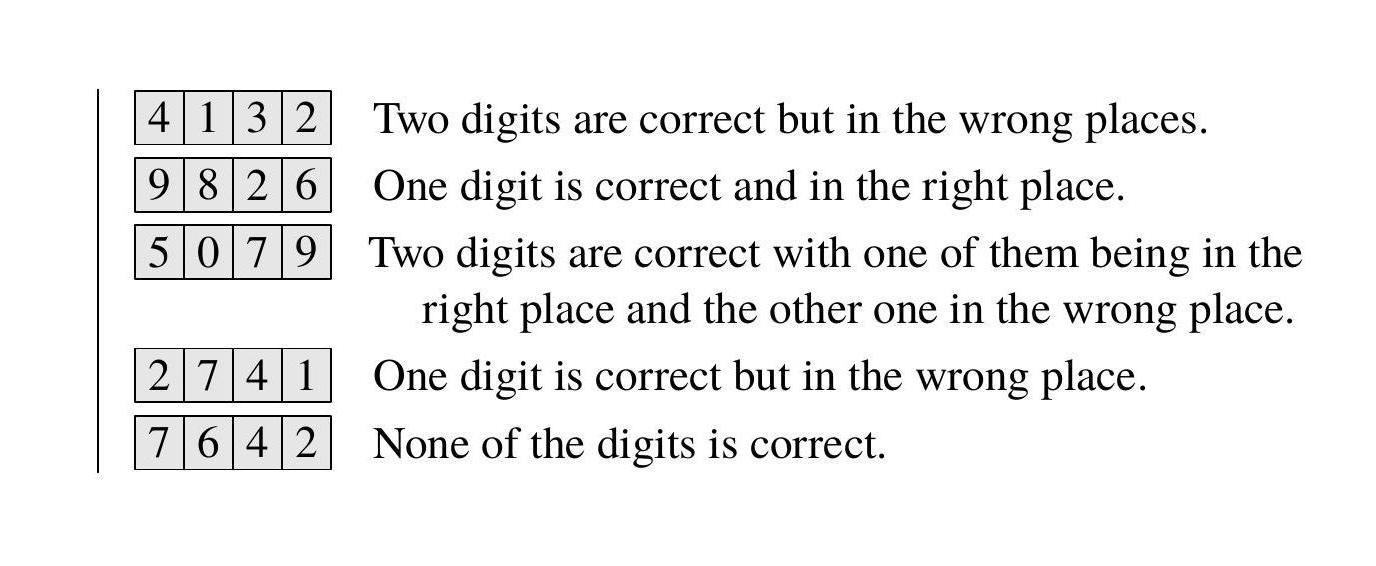 4 1 3 2 Two digits are correct but in the wrong places.
9 8 2 6 One digit is correct and in the right place.
5 0 7 9 Two digits are correct with one of them being in the
right place and the other one in the wrong place.
2 7 4 1 One digit is correct but in the wrong place.
7 6 4 2 None of the digits is correct.